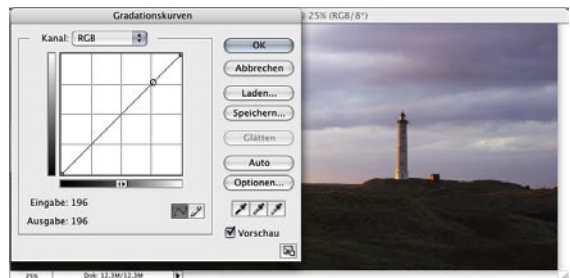 Gradationskurven
@ 25% (RGB/8*)
Kanal: RGB
OK
Abbrechen
Laden...
Speichern...
Glätten
Auto
Optionen...
Eingabe: 196
Ausgabe: 196
Vorschau
25%
Dok: 12.3M/12.3M